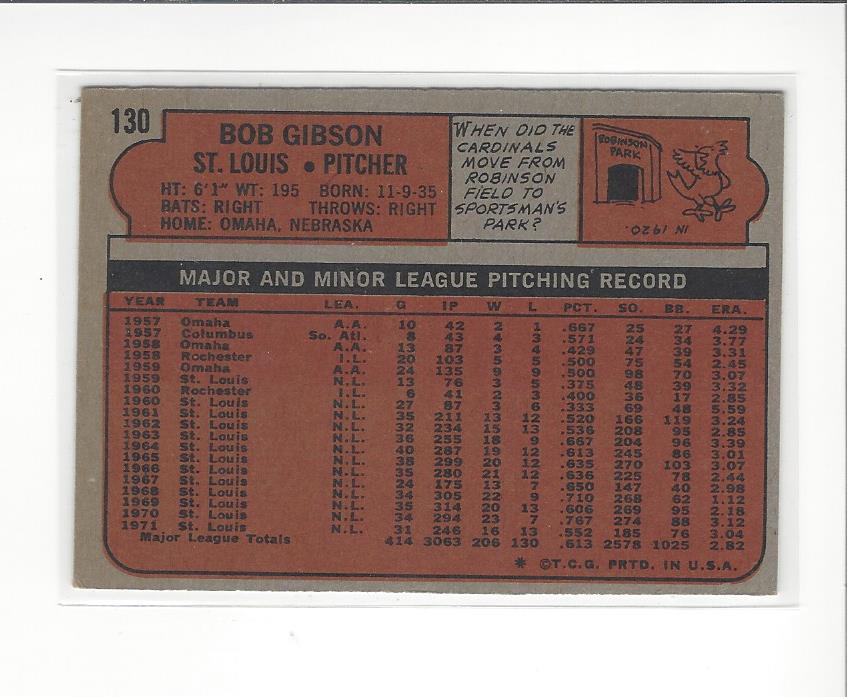 130
BOB GIBSON
ST. LOUIS • PITCHER
HT: 6'1" WT: 195 BORN: 11-9-35
BATS: RIGHT THROWS: RIGHT
HOME: OMAHA, NEBRASKA
WHEN DID THE
CARDINALS
MOVE FROM
ROBINSON
FIELD TO
SPORTSMAN'S
PARK?
ROBINSON
PARK
IN 1920.
MAJOR AND MINOR LEAGUE PITCHING RECORD
YEAR TEAM LEA. G IP W L PCT. SO. BB. ERA.
1957 Omaha A.A. 10 42 2 1 .667 25 27 4.29
1957 Columbus So. Atl. 8 43 4 3 .571 24 34 3.77
1958 Omaha A.A. 13 87 3 4 .429 47 39 3.31
1958 Rochester I.L. 20 103 5 5 .500 75 54 2.45
1959 Omaha A.A. 24 135 9 9 .500 98 70 3.07
1959 St. Louis N.L. 13 76 3 5 .375 48 39 3.32
1960 Rochester I.L. 6 41 2 3 .400 36 17 2.85
1960 St. Louis N.L. 27 87 3 6 .333 69 48 5.59
1961 St. Louis N.L. 35 211 13 12 .520 166 119 3.24
1962 St. Louis N.L. 32 234 15 13 .536 208 95 2.85
1963 St. Louis N.L. 36 255 18 9 .667 204 96 3.39
1964 St. Louis N.L. 40 287 19 12 .613 245 86 3.01
1965 St. Louis N.L. 38 299 20 12 .635 270 103 3.07
1966 St. Louis N.L. 35 280 21 12 .636 225 78 2.44
1967 St. Louis N.L. 24 175 13 7 .650 147 40 2.98
1968 St. Louis N.L. 34 305 22 9 .710 268 62 1.12
1969 St. Louis N.L. 35 314 20 13 .606 269 95 2.18
1970 St. Louis N.L. 34 294 23 7 .767 274 88 3.12
1971 St. Louis N.L. 31 246 16 13 .552 185 76 3.04
Major League Totals 414 3063 206 130 .613 2578 1025 2.82
* ©T.C.G. PRTD. IN U.S.A.